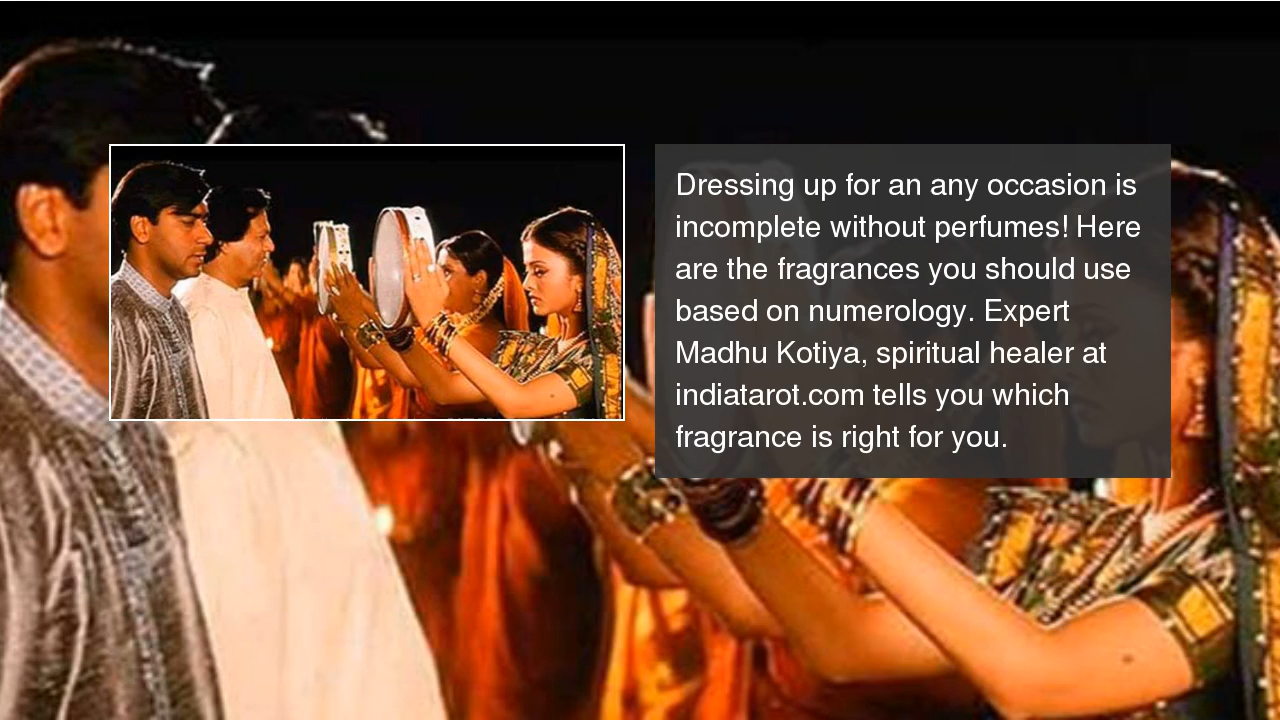 Dressing up for an any occasion is
incomplete without perfumes! Here
are the fragrances you should use
based on numerology. Expert
Madhu Kotiya, spiritual healer at
indiatarot.com tells you which
fragrance is right for you.